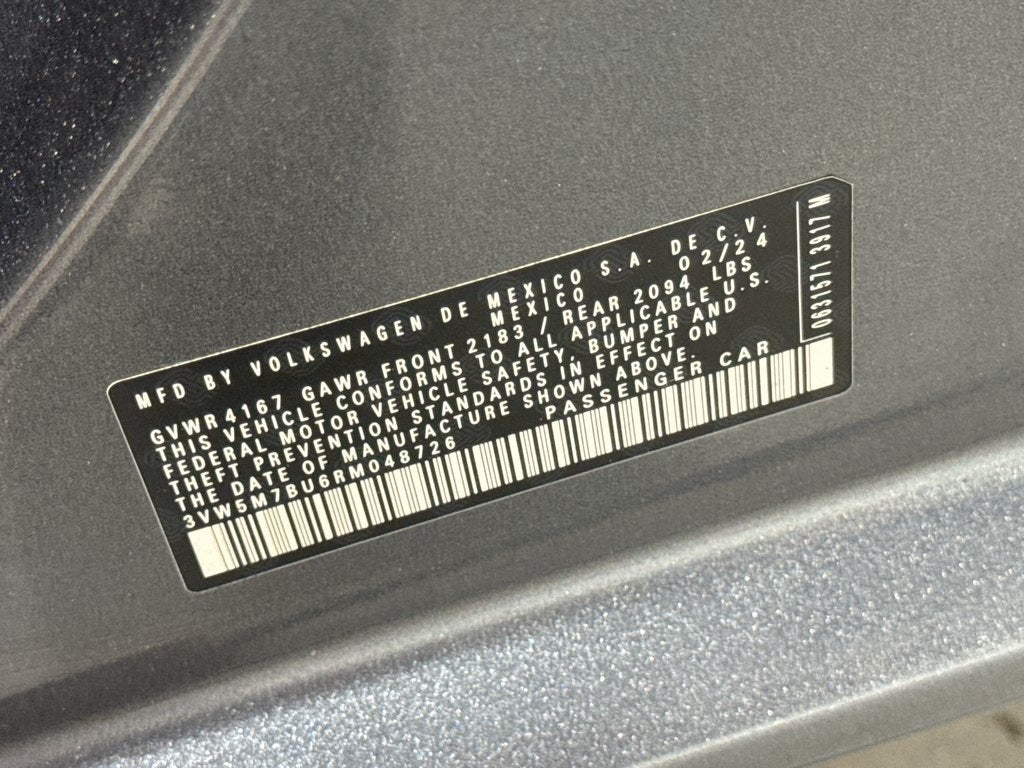 MFD BY VOLKSWAGEN DE MEXICO S.A. DE C.V.
MEXICO 02/24
GVWR 4167 GAWR FRONT 2183 / REAR 2094 LBS
THIS VEHICLE CONFORMS TO ALL APPLICABLE U.S.
FEDERAL MOTOR VEHICLE SAFETY, BUMPER AND
THEFT PREVENTION STANDARDS IN EFFECT ON
THE DATE OF MANUFACTURE SHOWN ABOVE.
3VW5M7BU6RM048726 PASSENGER CAR
0631571 3917 M